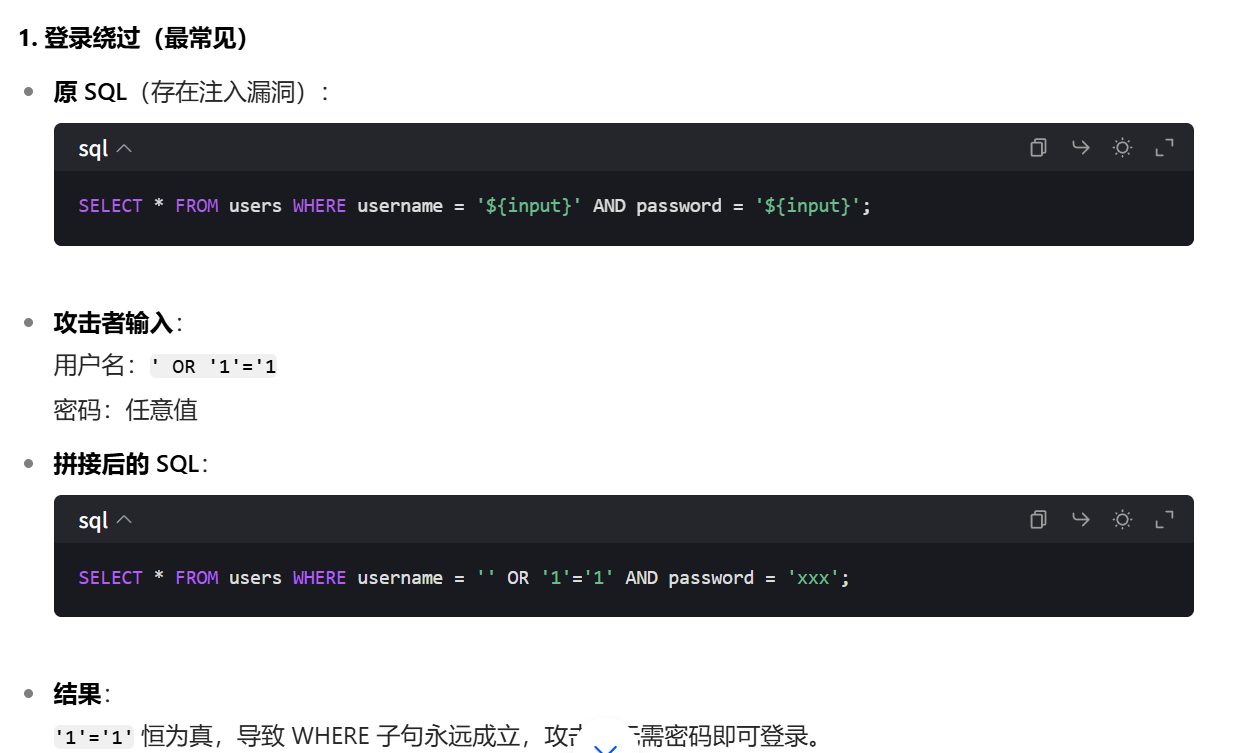 1. 登录绕过（最常见）
原 SQL（存在注入漏洞）:
sql
SELECT * FROM users WHERE username = '${input}' AND password = '${input}';
攻击者输入:
用户名: ' OR '1'='1
密码: 任意值
拼接后的 SQL:
sql
SELECT * FROM users WHERE username = '' OR '1'='1' AND password = 'xxx';
结果:
'1'='1' 恒为真，导致 WHERE 子句永远成立，攻 需密码即可登录。